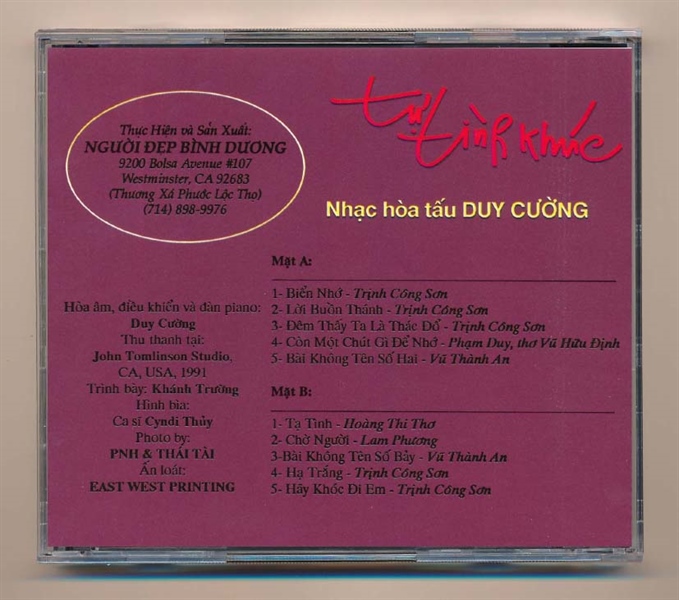 Thực Hiện và Sản Xuất:
NGƯỜI ĐẸP BÌNH DƯƠNG
9200 Bolsa Avenue #107
Westminster, CA 92683
(Thương Xá Phước Lộc Thọ)
(714) 898-9976
tự tình khúc
Nhạc hòa tấu DUY CƯỜNG
Mặt A:
1- Biển Nhớ - Trịnh Công Sơn
2- Lời Buồn Thánh - Trịnh Công Sơn
3- Đêm Thấy Ta Là Thác Đổ - Trịnh Công Sơn
4- Còn Một Chút Gì Để Nhớ - Phạm Duy, thơ Vũ Hữu Định
5- Bài Không Tên Số Hai - Vũ Thành An
Mặt B:
1- Tạ Tình - Hoàng Thi Thơ
2- Chờ Người - Lam Phương
3-Bài Không Tên Số Bảy - Vũ Thành An
4- Hạ Trắng - Trịnh Công Sơn
5- Hãy Khóc Đi Em - Trịnh Công Sơn
Hòa âm, điều khiển và đàn piano:
Duy Cường
Thu thanh tại:
John Tomlinson Studio,
CA, USA, 1991
Trình bày: Khánh Trường
Hình bìa:
Ca sĩ Cyndi Thủy
Photo by:
PNH & THÁI TÀI
Ấn loát:
EAST WEST PRINTING